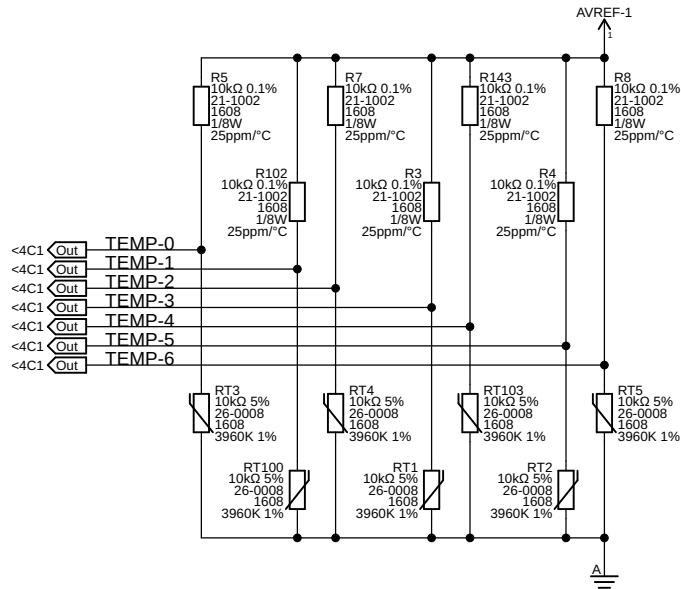 AVREF-1
1
R5
10kΩ 0.1%
21-1002
1608
1/8W
25ppm/°C
R7
10kΩ 0.1%
21-1002
1608
1/8W
25ppm/°C
R143
10kΩ 0.1%
21-1002
1608
1/8W
25ppm/°C
R8
10kΩ 0.1%
21-1002
1608
1/8W
25ppm/°C
R102
10kΩ 0.1%
21-1002
1608
1/8W
25ppm/°C
R3
10kΩ 0.1%
21-1002
1608
1/8W
25ppm/°C
R4
10kΩ 0.1%
21-1002
1608
1/8W
25ppm/°C
<4C1 Out TEMP-0
<4C1 Out TEMP-1
<4C1 Out TEMP-2
<4C1 Out TEMP-3
<4C1 Out TEMP-4
<4C1 Out TEMP-5
<4C1 Out TEMP-6
RT3
10kΩ 5%
26-0008
1608
3960K 1%
RT4
10kΩ 5%
26-0008
1608
3960K 1%
RT103
10kΩ 5%
26-0008
1608
3960K 1%
RT5
10kΩ 5%
26-0008
1608
3960K 1%
RT100
10kΩ 5%
26-0008
1608
3960K 1%
RT1
10kΩ 5%
26-0008
1608
3960K 1%
RT2
10kΩ 5%
26-0008
1608
3960K 1%
A